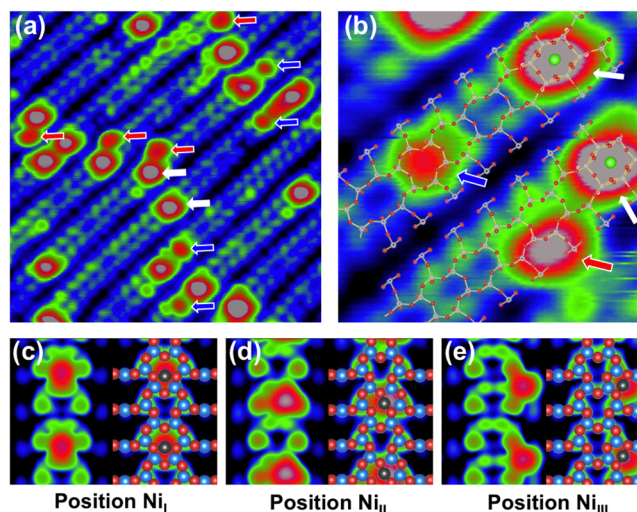 (a)
(b)
(c)
(d)
(e)
Position Ni_I
Position Ni_II
Position Ni_III